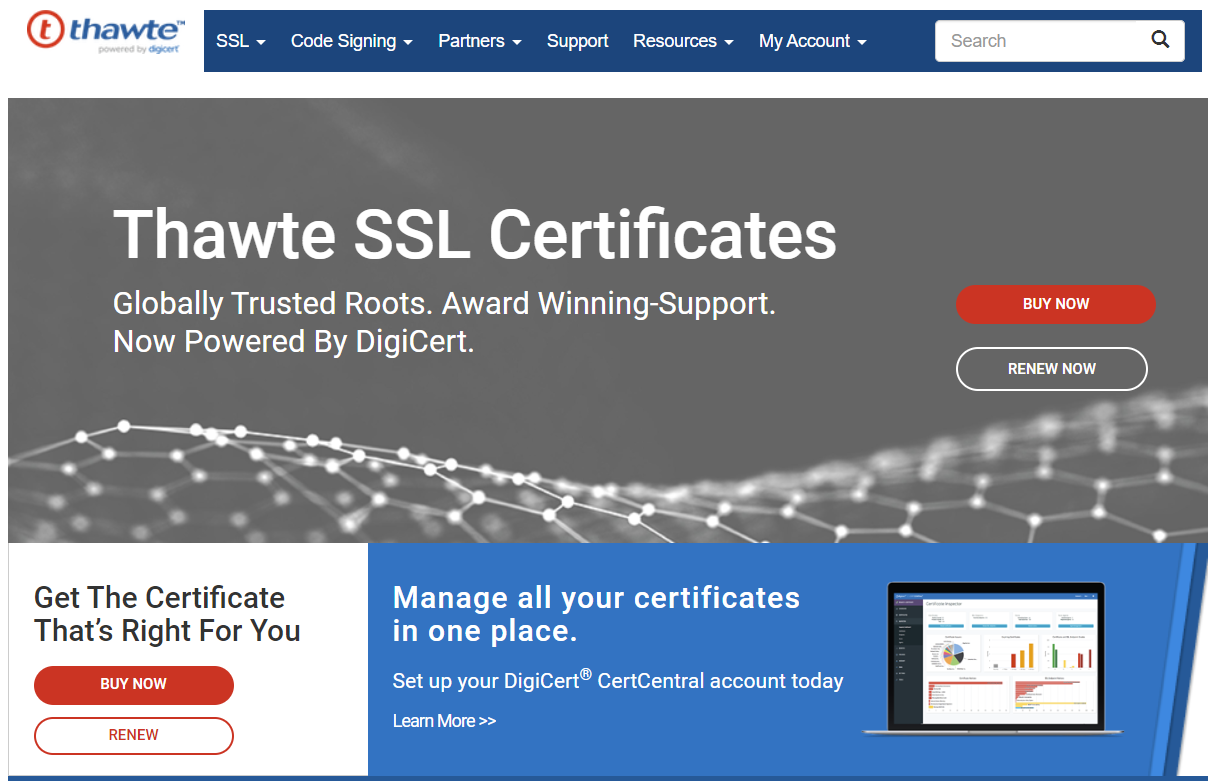 thawte™
powered by digicert®
SSL
Code Signing
Partners
Support
Resources
My Account
Search
Thawte SSL Certificates
Globally Trusted Roots. Award Winning-Support.
Now Powered By DigiCert.
BUY NOW
RENEW NOW
Get The Certificate
That’s Right For You
BUY NOW
RENEW
Manage all your certificates
in one place.
Set up your DigiCert® CertCentral account today
Learn More >>
Certificate Inspector